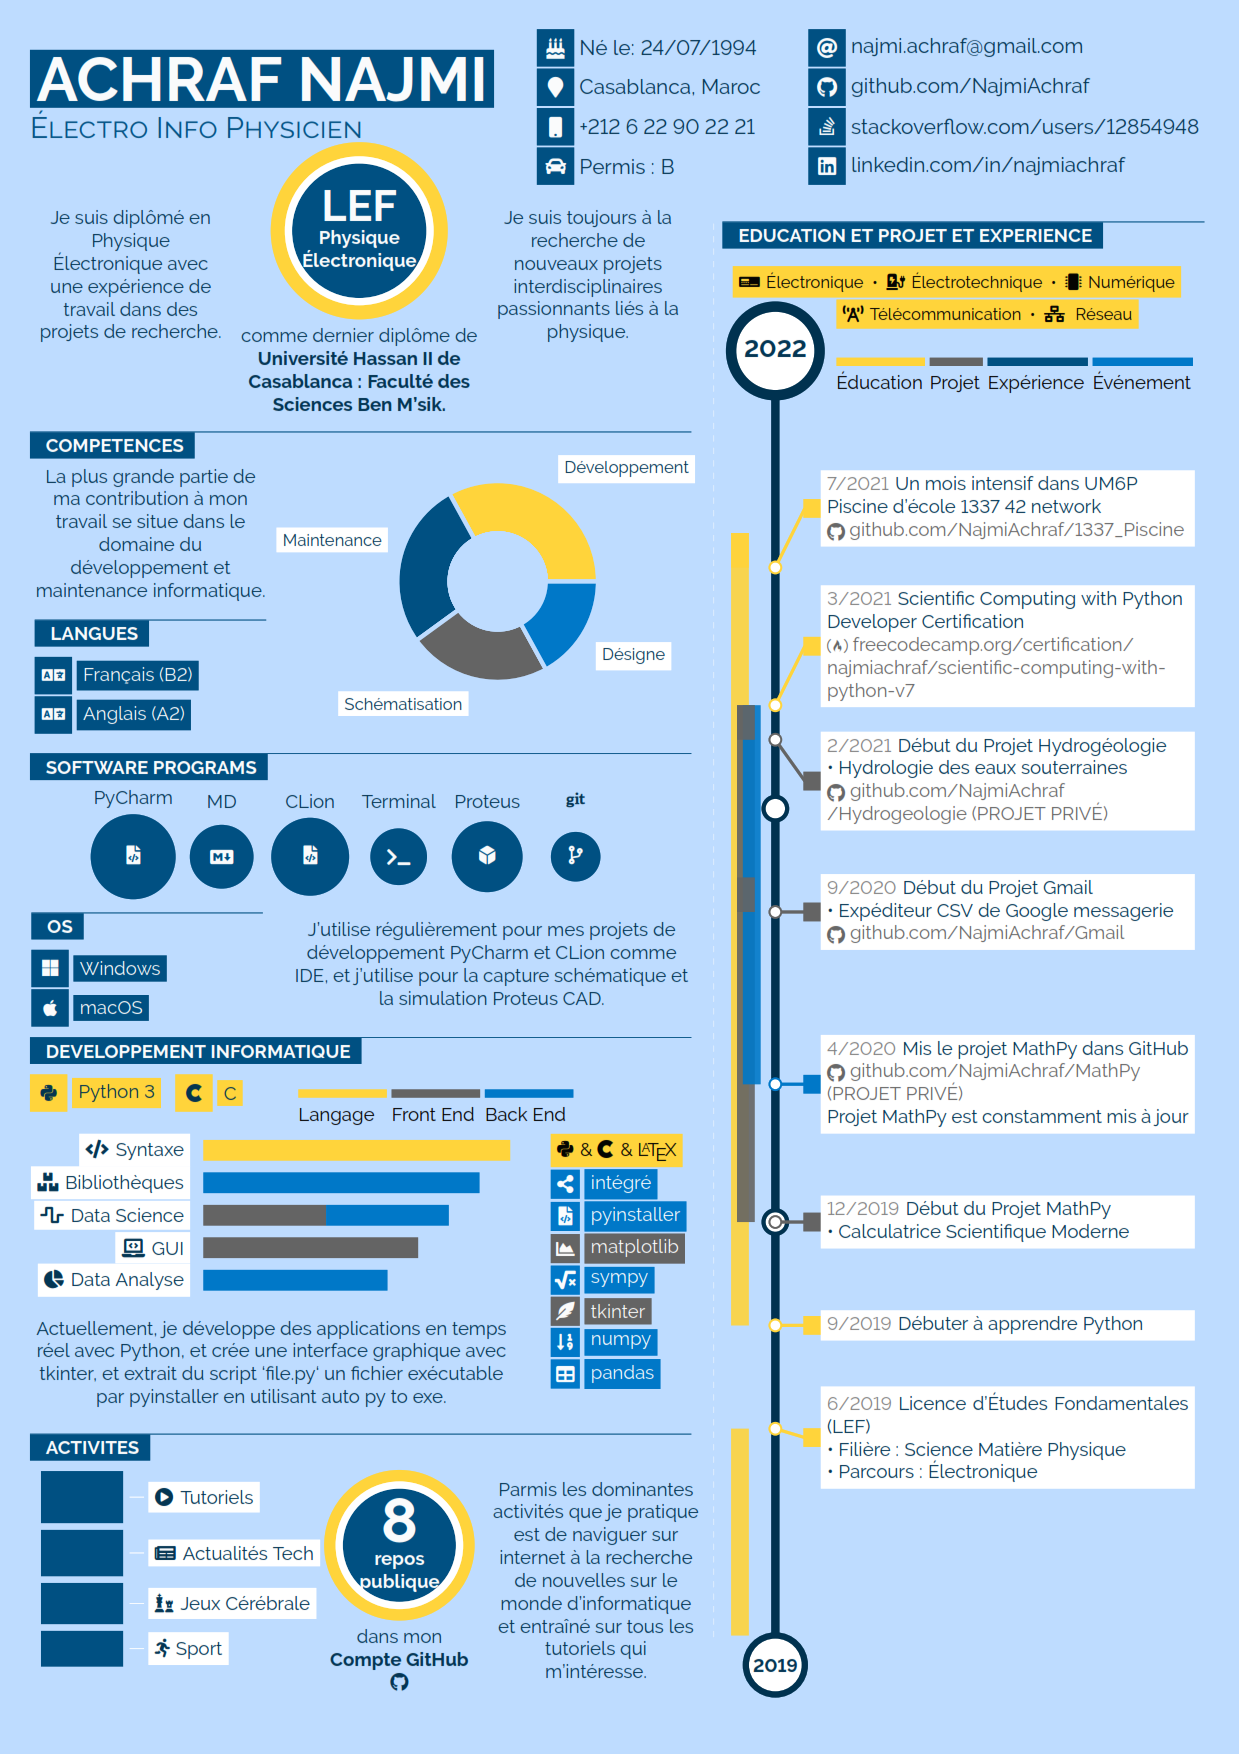 ACHRAF NAJMI
ÉLECTRO INFO PHYSICIEN
Né le: 24/07/1994
Casablanca, Maroc
+212 6 22 90 22 21
Permis : B
najmi.achraf@gmail.com
github.com/NajmiAchraf
stackoverflow.com/users/12854948
linkedin.com/in/najmiachraf
Je suis diplômé en
Physique
Électronique avec
une expérience de
travail dans des
projets de recherche.
LEF
Physique
Électronique
comme dernier diplôme de
Université Hassan II de
Casablanca : Faculté des
Sciences Ben M'sik.
Je suis toujours à la
recherche de
nouveaux projets
interdisciplinaires
passionnants liés à la
physique.
COMPETENCES
La plus grande partie de
ma contribution à mon
travail se situe dans le
domaine du
développement et
maintenance informatique.
Développement
Maintenance
Désigne
Schématisation
LANGUES
Français (B2)
Anglais (A2)
SOFTWARE PROGRAMS
PyCharm
MD
CLion
Terminal
Proteus
git
OS
Windows
macOS
J'utilise régulièrement pour mes projets de
développement PyCharm et CLion comme
IDE, et j'utilise pour la capture schématique et
la simulation Proteus CAD.
DEVELOPPEMENT INFORMATIQUE
Python 3
C
Langage Front End Back End
Syntaxe
Bibliothèques
Data Science
GUI
Data Analyse
& C & LATEX
intégré
pyinstaller
matplotlib
sympy
tkinter
numpy
pandas
Actuellement, je développe des applications en temps
réel avec Python, et crée une interface graphique avec
tkinter, et extrait du script 'file.py' un fichier exécutable
par pyinstaller en utilisant auto py to exe.
ACTIVITES
Tutoriels
Actualités Tech
Jeux Cérébrale
Sport
8
repos
publique
dans mon
Compte GitHub
Parmis les dominantes
activités que je pratique
est de naviguer sur
internet à la recherche
de nouvelles sur le
monde d'informatique
et entraîné sur tous les
tutoriels qui
m'intéresse.
EDUCATION ET PROJET ET EXPERIENCE
Électronique • Électrotechnique • Numérique
Télécommunication • Réseau
2022
Éducation Projet Expérience Événement
7/2021 Un mois intensif dans UM6P
Piscine d'école 1337 42 network
github.com/NajmiAchraf/1337_Piscine
3/2021 Scientific Computing with Python
Developer Certification
freecodecamp.org/certification/
najmiachraf/scientific-computing-with-
python-v7
2/2021 Début du Projet Hydrogéologie
• Hydrologie des eaux souterraines
github.com/NajmiAchraf
/Hydrogeologie (PROJET PRIVÉ)
9/2020 Début du Projet Gmail
• Expéditeur CSV de Google messagerie
github.com/NajmiAchraf/Gmail
4/2020 Mis le projet MathPy dans GitHub
github.com/NajmiAchraf/MathPy
(PROJET PRIVÉ)
Projet MathPy est constamment mis à jour
12/2019 Début du Projet MathPy
• Calculatrice Scientifique Moderne
9/2019 Débuter à apprendre Python
6/2019 Licence d'Études Fondamentales
(LEF)
• Filière : Science Matière Physique
• Parcours : Électronique
2019